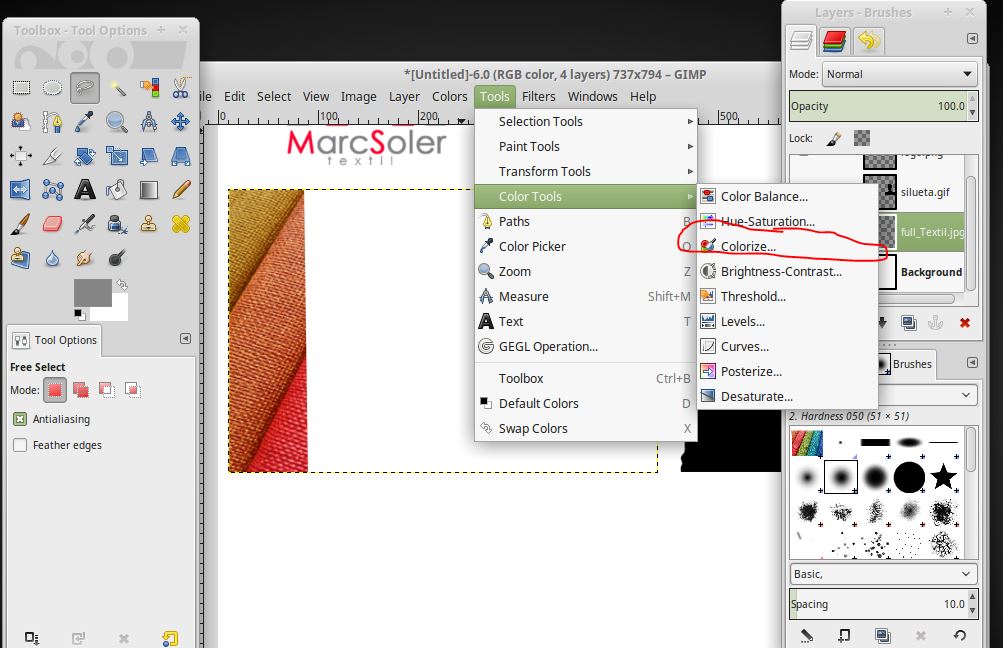 Toolbox - Tool Options
Layers - Brushes
*[Untitled]-6.0 (RGB color, 4 layers) 737x794 – GIMP
ile Edit Select View Image Layer Colors Tools Filters Windows Help
0 100 200 500
MarcSoler
textil
Selection Tools
Paint Tools
Transform Tools
Color Tools
Paths B
Color Picker O
Zoom Z
Measure Shift+M
Text T
GEGL Operation...
Toolbox Ctrl+B
Default Colors D
Swap Colors X
Color Balance...
Hue-Saturation...
Colorize...
Brightness-Contrast...
Threshold...
Levels...
Curves...
Posterize...
Desaturate...
Tool Options
Free Select
Mode:
Antialiasing
Feather edges
Mode: Normal
Opacity 100.0
Lock:
logo.png
silueta.gif
full_Textil.jpg
Background
Brushes
2. Hardness 050 (51 × 51)
Basic,
Spacing 10.0